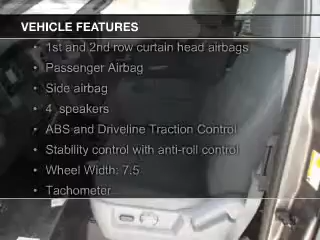 VEHICLE FEATURES
• 1st and 2nd row curtain head airbags
• Passenger Airbag
• Side airbag
• 4 speakers
• ABS and Driveline Traction Control
• Stability control with anti-roll control
• Wheel Width: 7.5
• Tachometer